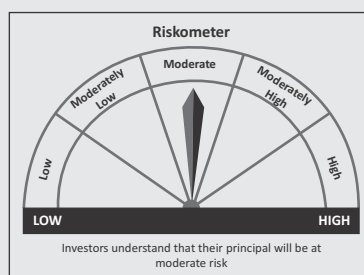 Riskometer
Low
Moderately
Low
Moderate
Moderately
High
High
LOW
HIGH
Investors understand that their principal will be at
moderate risk